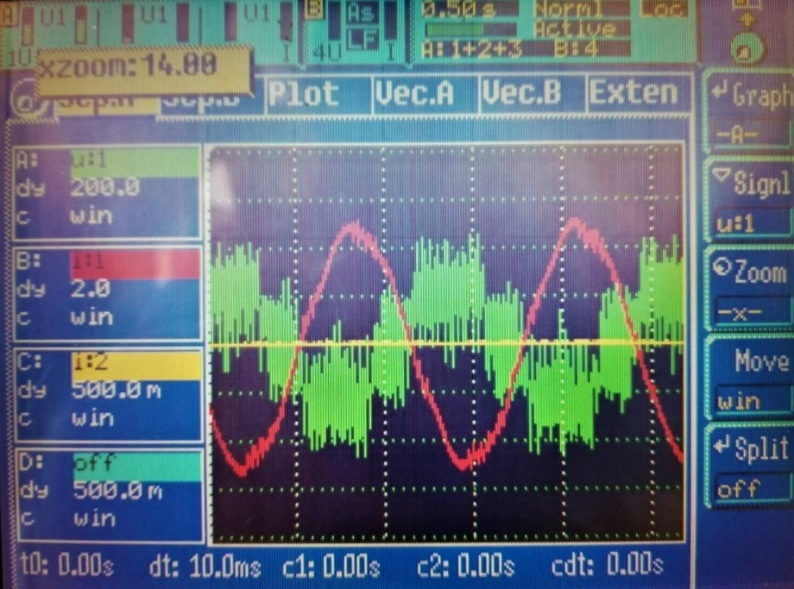 U1 U1 U1 B As 0.50 s Norml Loc
LF Active
1U 4U I A:1+2+3 B:4
xzoom:14.00
Plot Vec.A Vec.B Exten
Graph
-A-
A: u:1
dy 200.0
c win
Signl
u:1
B: i:1
dy 2.0
c win
Zoom
-x-
C: i:2
dy 500.0 m
c win
Move
win
D: off
dy 500.0 m
c win
Split
off
t0: 0.00s dt: 10.0ms c1: 0.00s c2: 0.00s cdt: 0.00s